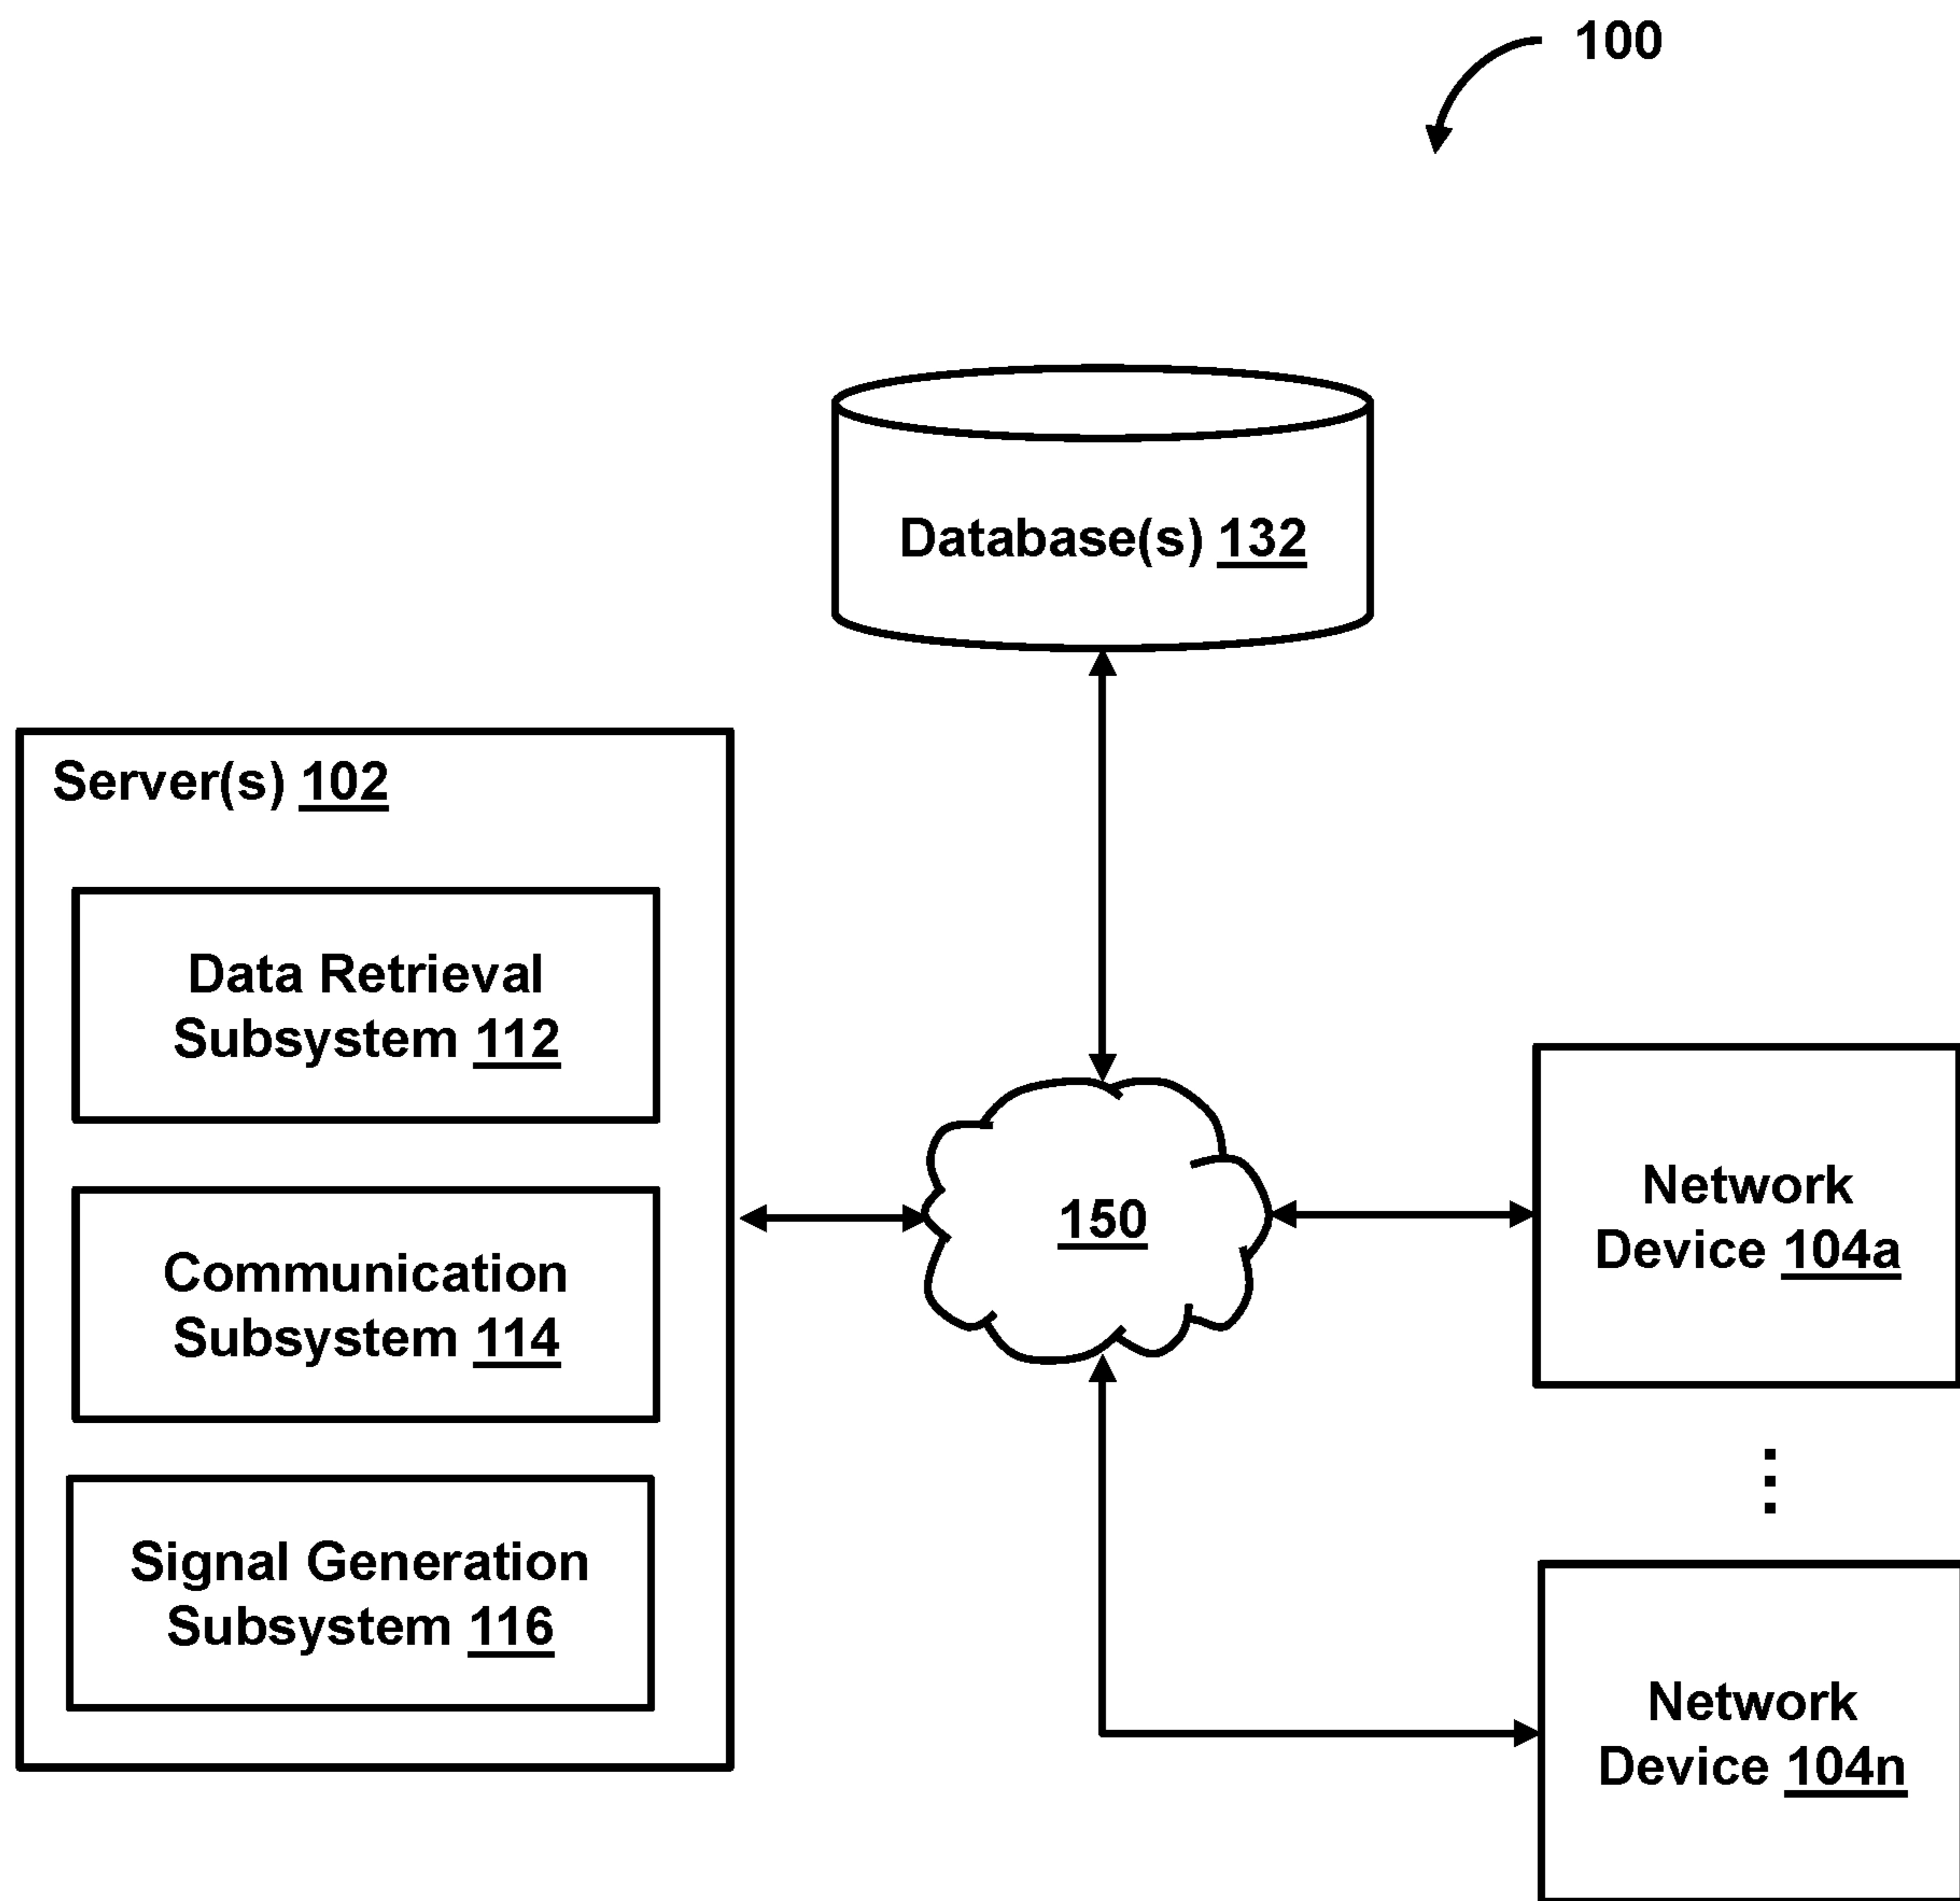 100
Database(s) 132
Server(s) 102
Data Retrieval
Subsystem 112
Communication
Subsystem 114
Signal Generation
Subsystem 116
150
Network
Device 104a
Network
Device 104n